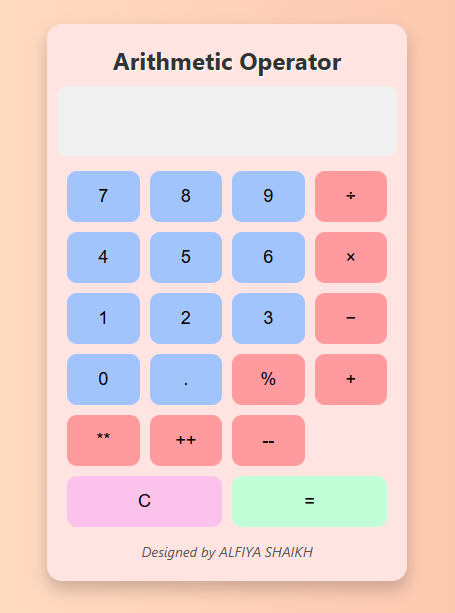 Arithmetic Operator
7 8 9 ÷
4 5 6 ×
1 2 3 −
0 . % +
** ++ --
C =
Designed by ALFIYA SHAIKH